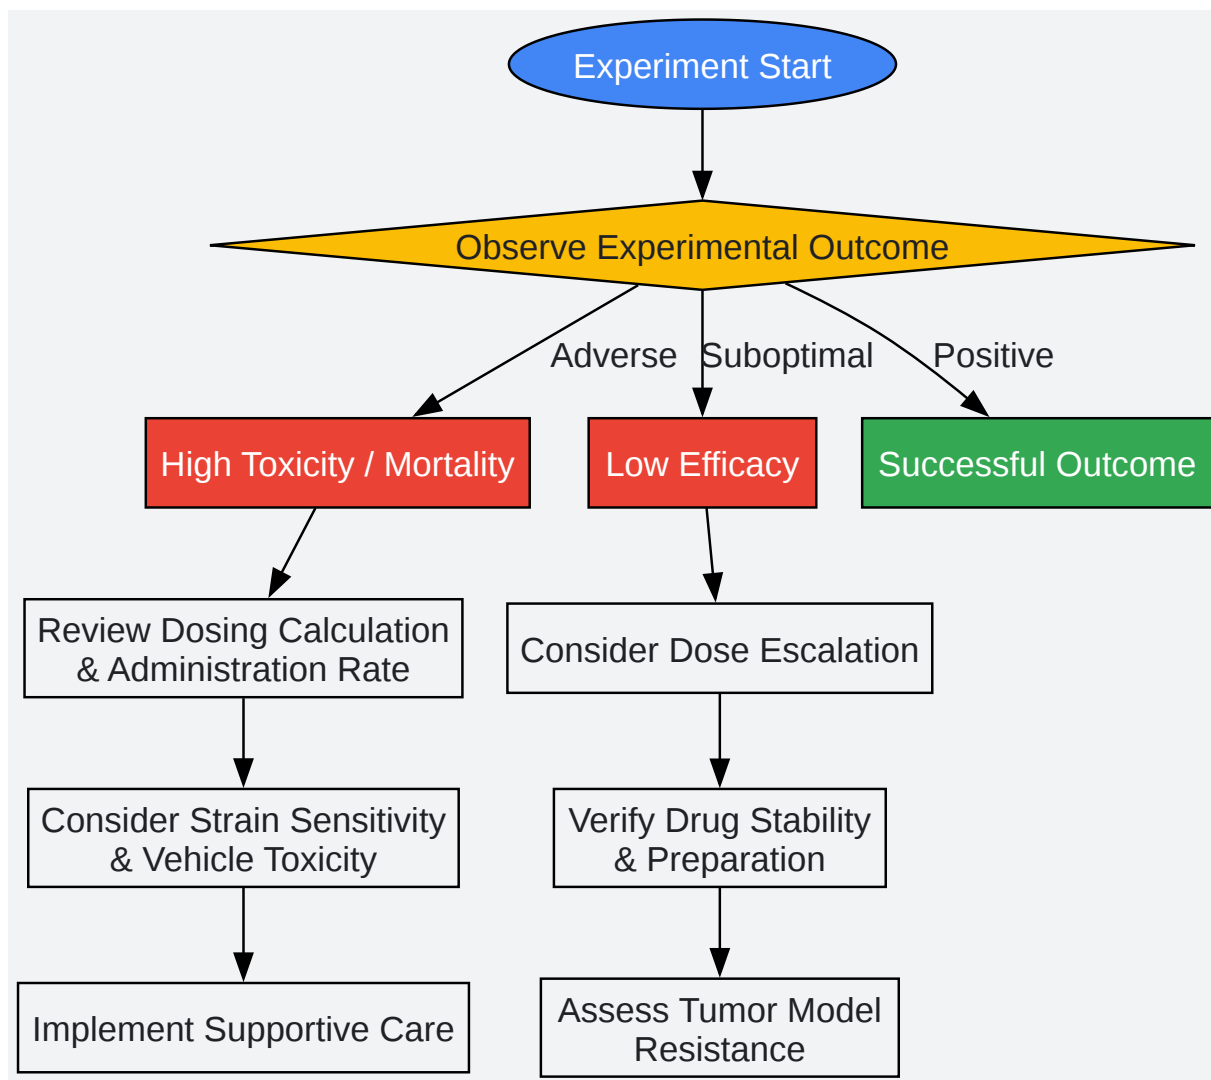 Experiment Start
Observe Experimental Outcome
Adverse
Suboptimal
Positive
High Toxicity / Mortality
Low Efficacy
Successful Outcome
Review Dosing Calculation
& Administration Rate
Consider Dose Escalation
Consider Strain Sensitivity
& Vehicle Toxicity
Verify Drug Stability
& Preparation
Implement Supportive Care
Assess Tumor Model
Resistance